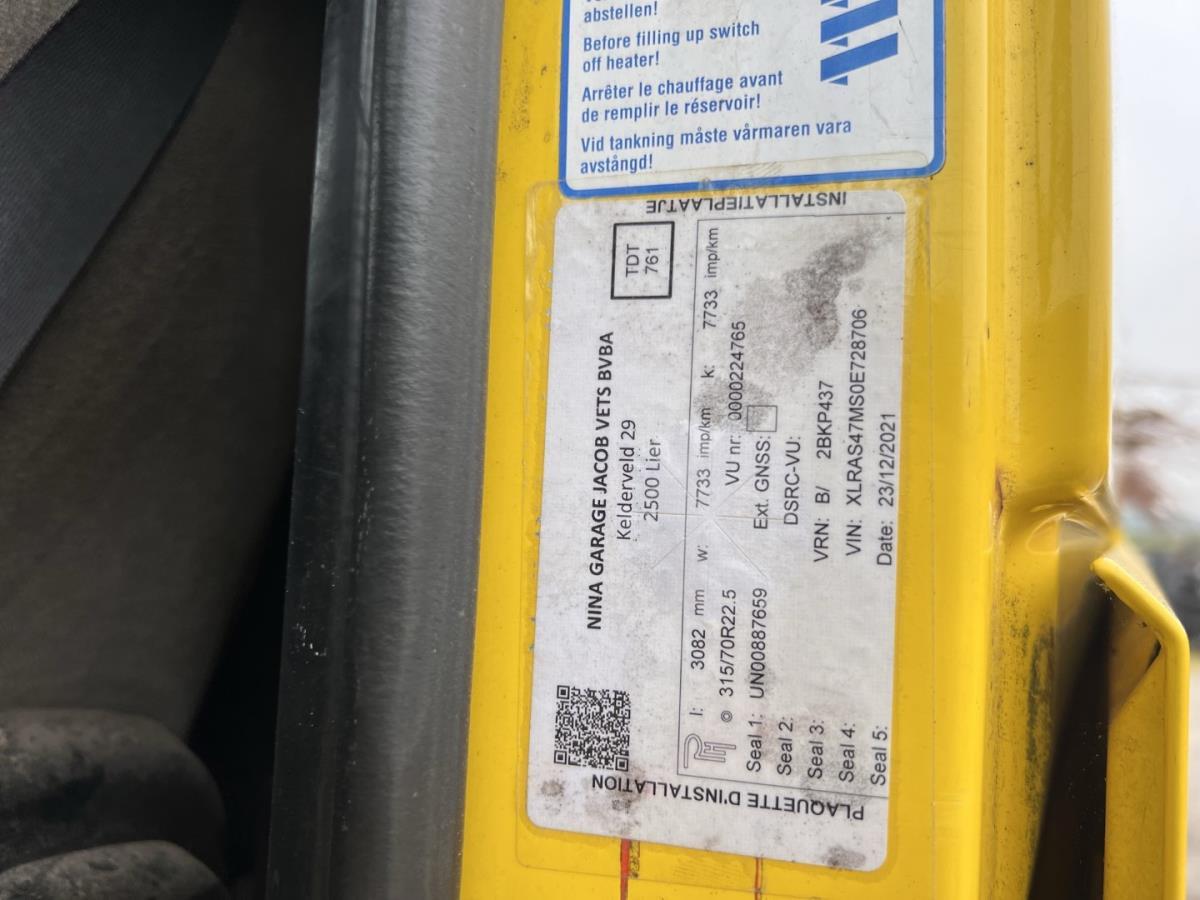 abstellen!
Before filling up switch
off heater!
Arrêter le chauffage avant
de remplir le réservoir!
Vid tankning måste vårmaren vara
avstångd!
INSTALLATIEPLAATJE
PLAQUETTE D'INSTALLATION
TDT
761
NINA GARAGE JACOB VETS BVBA
Kelderveld 29
2500 Lier
l: 3082 mm w: 7733 imp/km k: 7733 imp/km
315/70R22.5 VU nr: 0000224765
Seal 1: UN00887659 Ext. GNSS:
Seal 2: DSRC-VU:
Seal 3: VRN: B/ 2BKP437
Seal 4: VIN: XLRAS47MS0E728706
Seal 5: Date: 23/12/2021